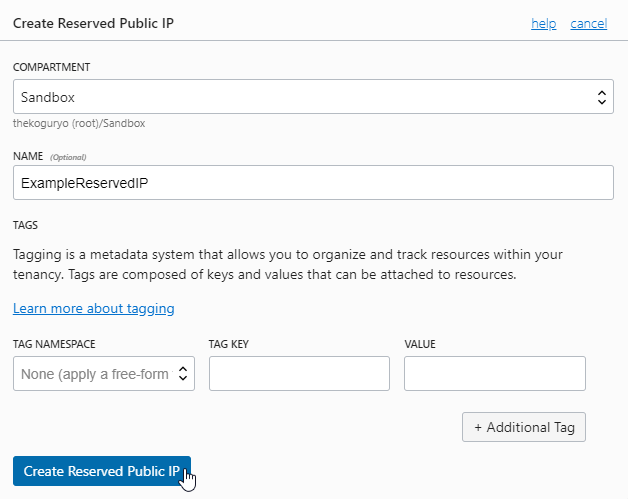 Create Reserved Public IP
help
cancel
COMPARTMENT
Sandbox
thekoguryo (root)/Sandbox
NAME (Optional)
ExampleReservedIP
TAGS
Tagging is a metadata system that allows you to organize and track resources within your
tenancy. Tags are composed of keys and values that can be attached to resources.
Learn more about tagging
TAG NAMESPACE
TAG KEY
VALUE
None (apply a free-form
+ Additional Tag
Create Reserved Public IP